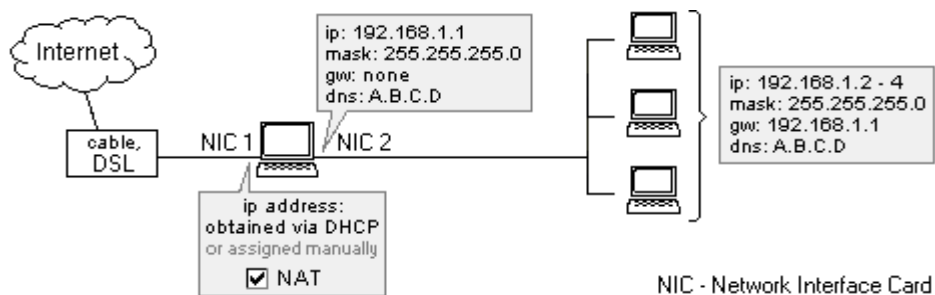 Internet
cable,
DSL
NIC 1
NIC 2
ip: 192.168.1.1
mask: 255.255.255.0
gw: none
dns: A.B.C.D
ip address:
obtained via DHCP
or assigned manually
NAT
ip: 192.168.1.2 - 4
mask: 255.255.255.0
gw: 192.168.1.1
dns: A.B.C.D
NIC - Network Interface Card